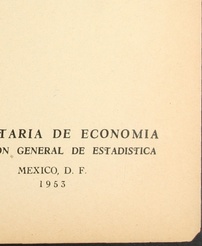 TARIA DE ECONOMIA
ON GENERAL DE ESTADISTICA
MEXICO, D. F.
1953